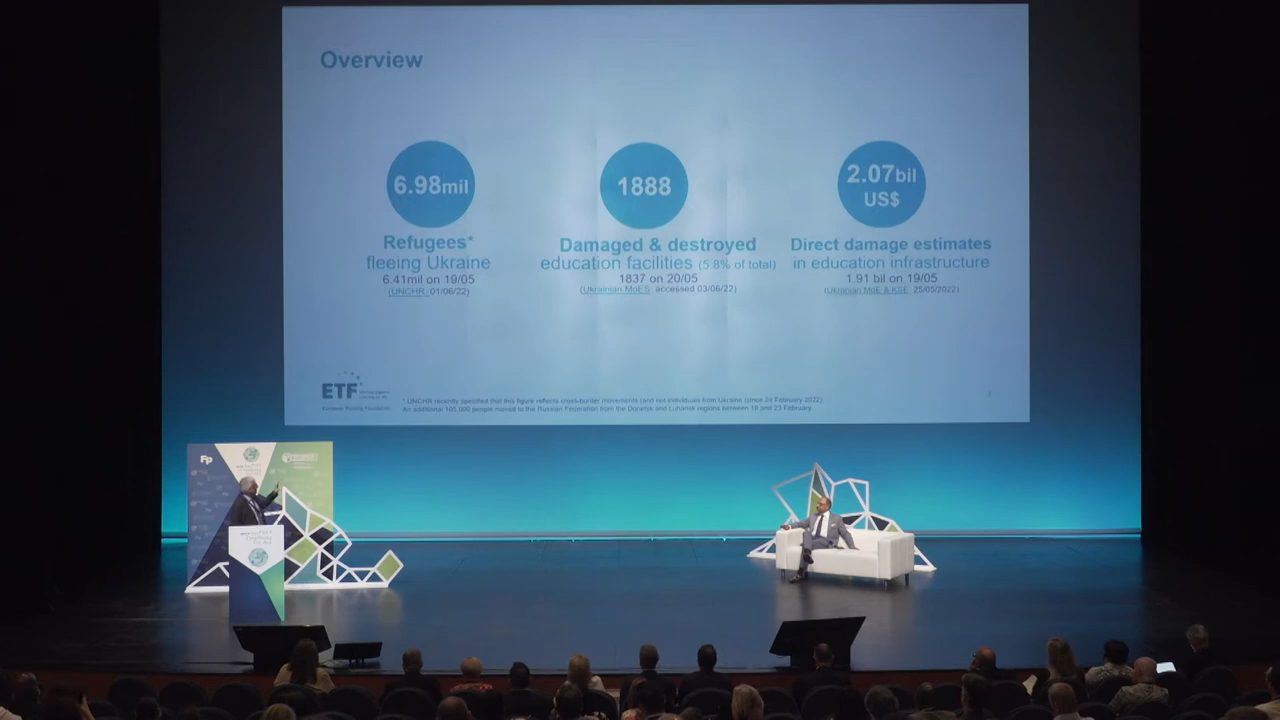 Overview
6.98mil
Refugees*
fleeing Ukraine
6.41mil on 19/05
(UNCHR 01/06/22)
1888
Damaged & destroyed
education facilities (5.8% of total)
1837 on 20/05
(Ukrainian MoES accessed 03/06/22)
2.07bil
US$
Direct damage estimates
in education infrastructure
1.91 bil on 19/05
(Ukrainian MoE & KSE 25/05/2022)
ETF
European Training Foundation
* UNCHR recently specified that this figure reflects cross-border movements (and not individuals from Ukraine (since 24 February 2022).
An additional 105,000 people moved to the Russian Federation from the Donetsk and Luhansk regions between 18 and 23 February